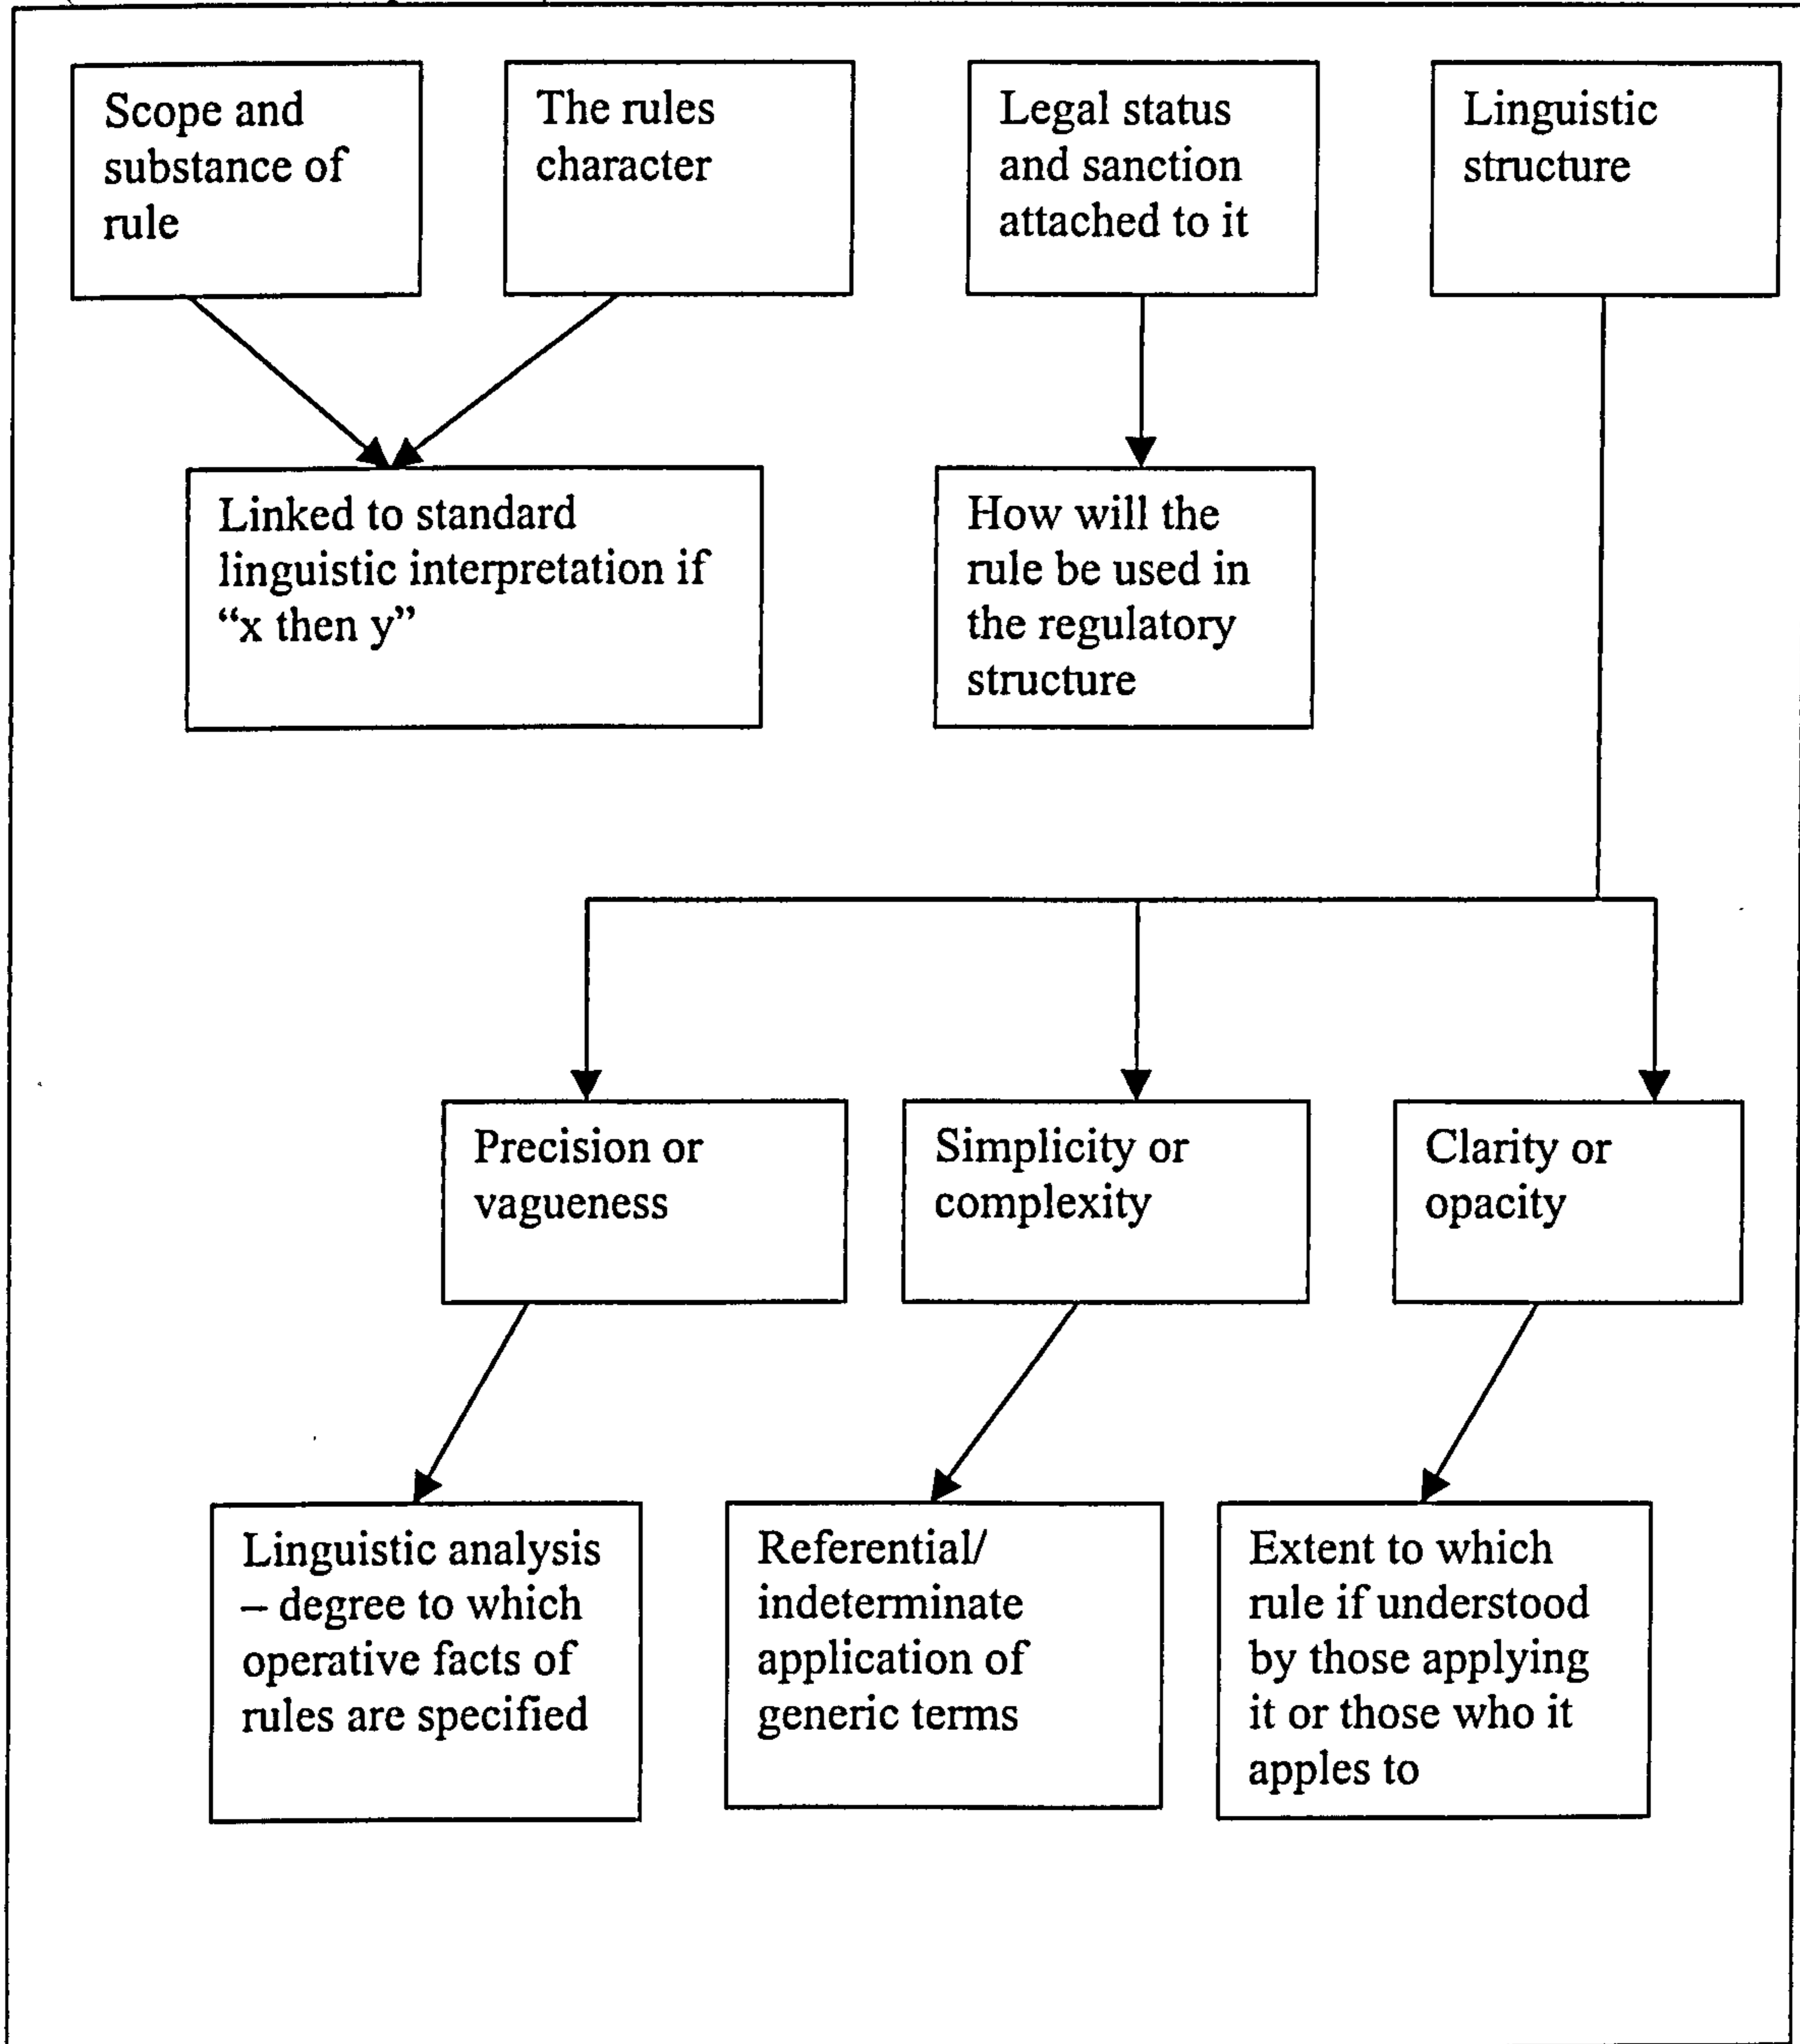 Scope and
substance of
rule
The rules
character
Legal status
and sanction
attached to it
Linguistic
structure
Linked to standard
linguistic interpretation if
“x then y”
How will the
rule be used in
the regulatory
structure
Precision or
vagueness
Simplicity or
complexity
Clarity or
opacity
Linguistic analysis
– degree to which
operative facts of
rules are specified
Referential/
indeterminate
application of
generic terms
Extent to which
rule if understood
by those applying
it or those who it
apples to